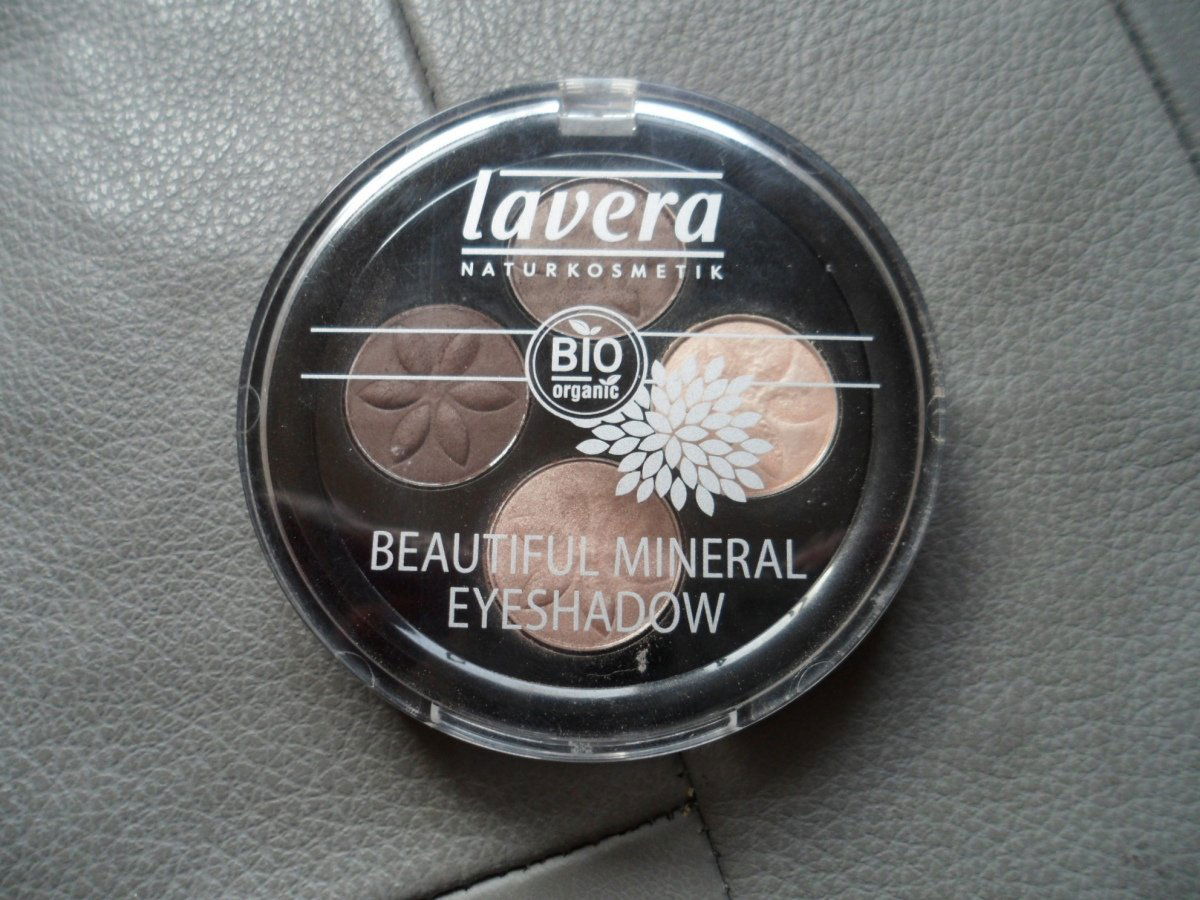 lavera
NATURKOSMETIK
BIO
organic
BEAUTIFUL MINERAL
EYESHADOW